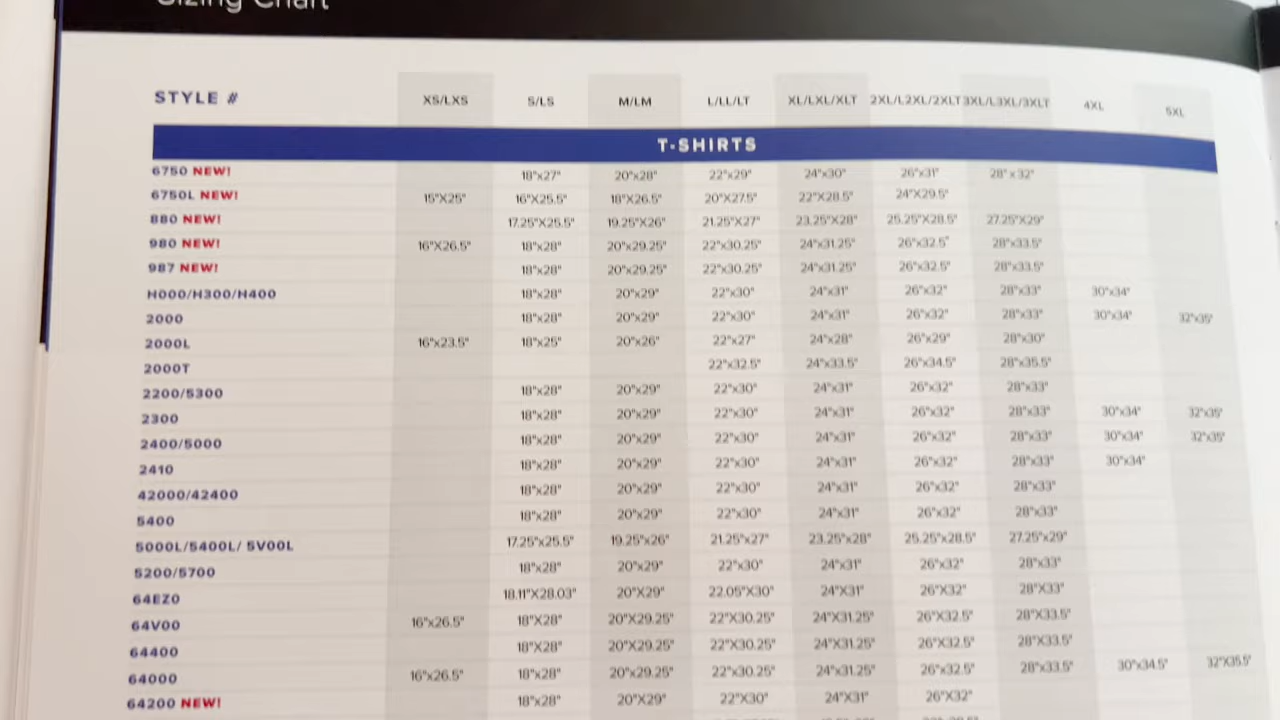 Sizing Chart
STYLE # XS/LXS S/LS M/LM L/LL/LT XL/LXL/XLT 2XL/L2XL/2XLT 3XL/L3XL/3XLT 4XL 5XL
T-SHIRTS
6750 NEW! 18"x27" 20"x28" 22"x29" 24"x30" 26"x31" 28"x32"
6750L NEW! 15"X25" 16"X25.5" 18"X26.5" 20"X27.5" 22"X28.5" 24"X29.5"
880 NEW! 17.25"X25.5" 19.25"X26" 21.25"X27" 23.25"X28" 25.25"X28.5" 27.25"X29"
980 NEW! 16"X26.5" 18"x28" 20"x29.25" 22"x30.25" 24"x31.25" 26"x32.5" 28"x33.5"
987 NEW! 18"x28" 20"x29.25" 22"x30.25" 24"x31.25" 26"x32.5" 28"x33.5"
H000/H300/H400 18"x28" 20"x29" 22"x30" 24"x31" 26"x32" 28"x33" 30"x34"
2000 18"x28" 20"x29" 22"x30" 24"x31" 26"x32" 28"x33" 30"x34" 32"x35"
2000L 16"x23.5" 18"x25" 20"x26" 22"x27" 24"x28" 26"x29" 28"x30"
2000T 22"x32.5" 24"x33.5" 26"x34.5" 28"x35.5"
2200/5300 18"x28" 20"x29" 22"x30" 24"x31" 26"x32" 28"x33"
2300 18"x28" 20"x29" 22"x30" 24"x31" 26"x32" 28"x33" 30"x34" 32"x35"
2400/5000 18"x28" 20"x29" 22"x30" 24"x31" 26"x32" 28"x33" 30"x34" 32"x35"
2410 18"x28" 20"x29" 22"x30" 24"x31" 26"x32" 28"x33" 30"x34"
42000/42400 18"x28" 20"x29" 22"x30" 24"x31" 26"x32" 28"x33"
5400 18"x28" 20"x29" 22"x30" 24"x31" 26"x32" 28"x33"
5000L/5400L/ 5V00L 17.25"x25.5" 19.25"x26" 21.25"x27" 23.25"x28" 25.25"x28.5" 27.25"x29"
5200/5700 18"x28" 20"x29" 22"x30" 24"x31" 26"x32" 28"x33"
64EZ0 18.11"X28.03" 20"X29" 22.05"X30" 24"X31" 26"X32" 28"X33"
64V00 16"x26.5" 18"X28" 20"X29.25" 22"X30.25" 24"X31.25" 26"X32.5" 28"X33.5"
64400 18"X28" 20"X29.25" 22"X30.25" 24"X31.25" 26"X32.5" 28"X33.5"
64000 16"x26.5" 18"x28" 20"x29.25" 22"x30.25" 24"x31.25" 26"x32.5" 28"x33.5" 30"x34.5" 32"X35.5"
64200 NEW! 18"x28" 20"X29" 22"X30" 24"X31" 26"X32"